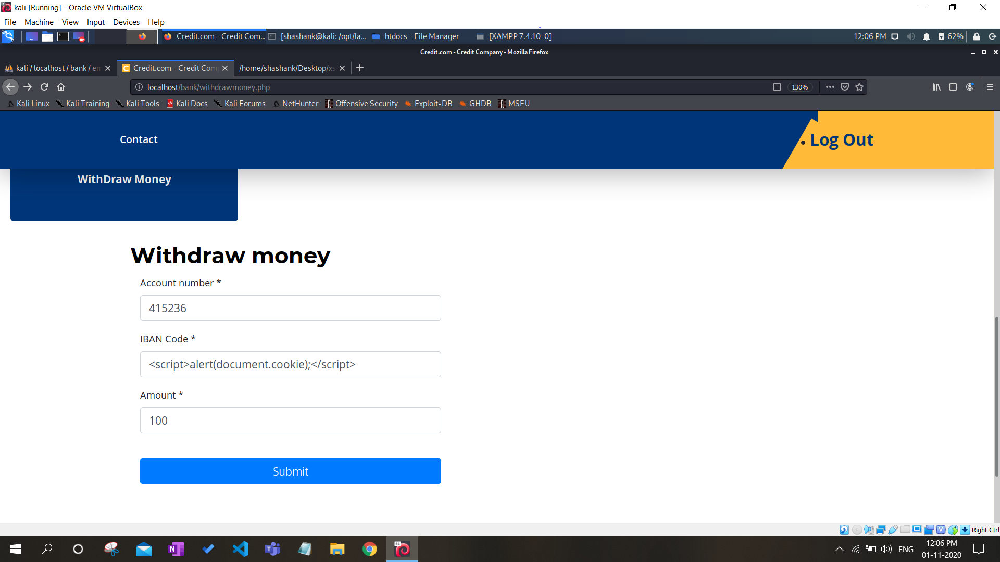 kali [Running] - Oracle VM VirtualBox
File Machine View Input Devices Help
Credit.com - Credit Com... [shashank@kali: /opt/la... htdocs - File Manager [XAMPP 7.4.10-0] 12:06 PM 62%
Credit.com - Credit Company - Mozilla Firefox
kali / localhost / bank / em Credit.com - Credit Com /home/shashank/Desktop/xs
localhost/bank/withdrawmoney.php 130%
Kali Linux Kali Training Kali Tools Kali Docs Kali Forums NetHunter Offensive Security Exploit-DB GHDB MSFU
Contact
• Log Out
WithDraw Money
Withdraw money
Account number *
415236
IBAN Code *
<script>alert(document.cookie);</script>
Amount *
100
Submit
Right Ctrl
ENG 12:06 PM
01-11-2020